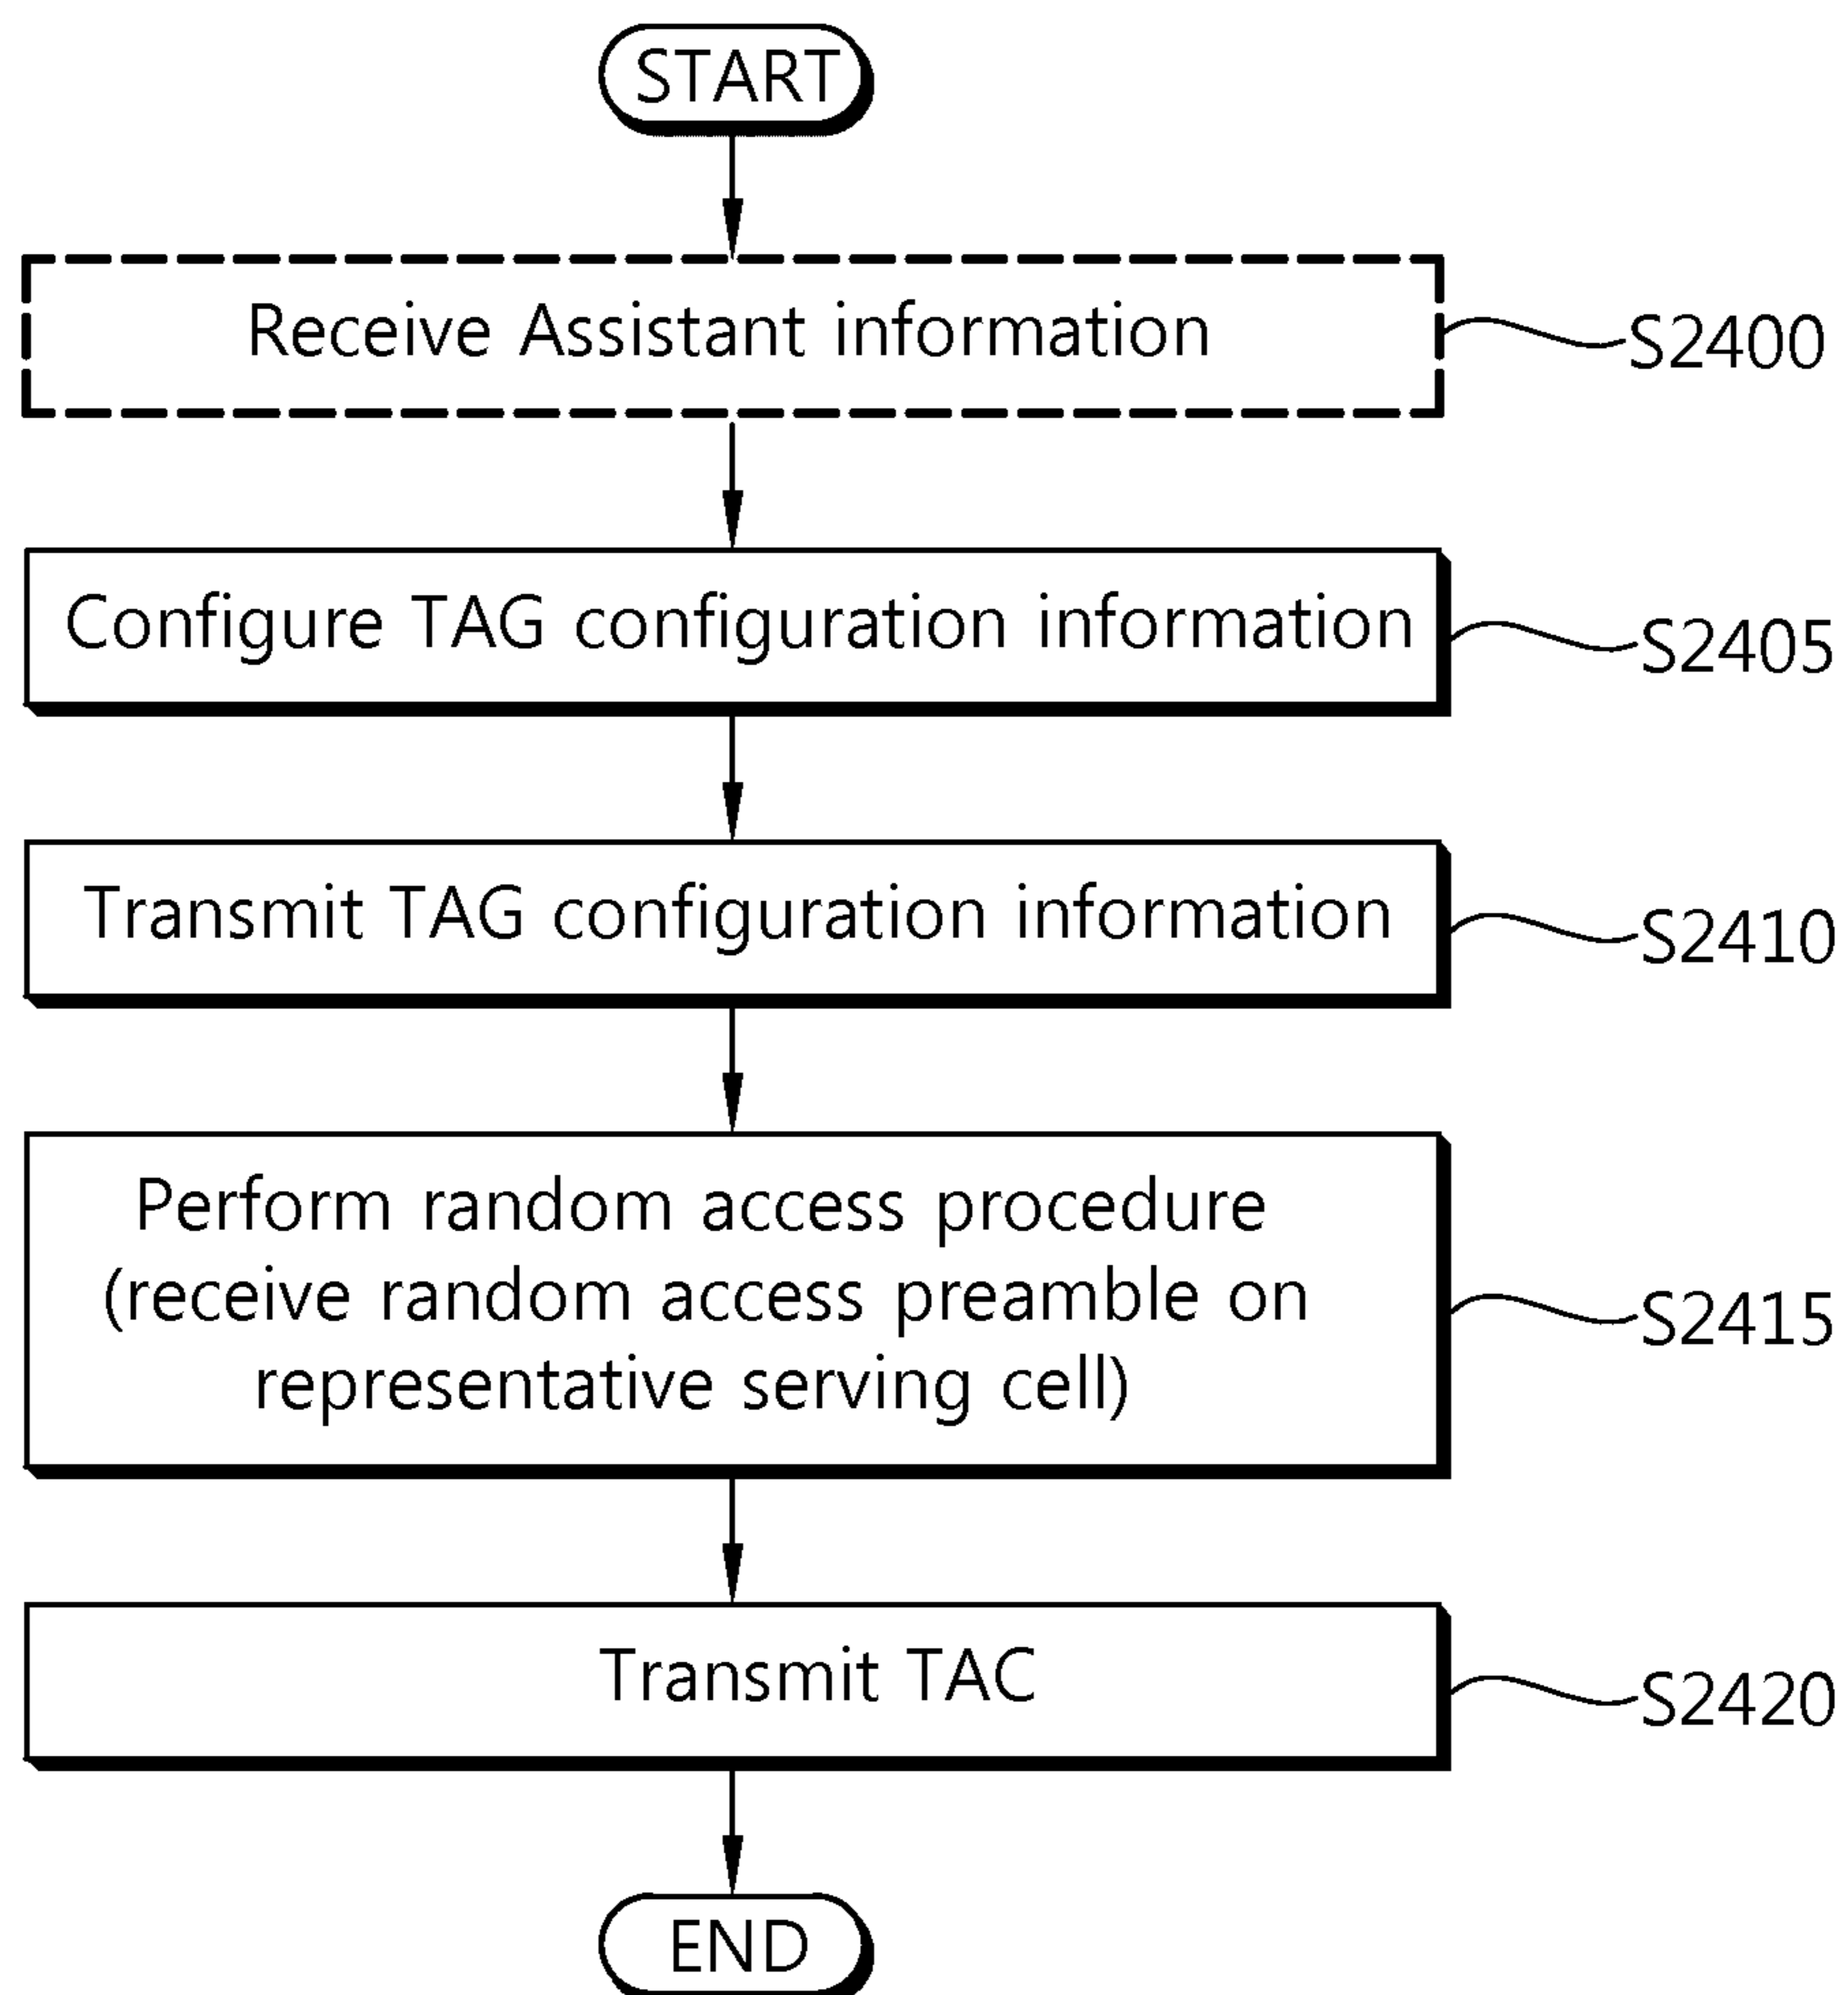 START
Receive Assistant information
S2400
Configure TAG configuration information
S2405
Transmit TAG configuration information
S2410
Perform random access procedure
(receive random access preamble on
representative serving cell)
S2415
Transmit TAC
S2420
END